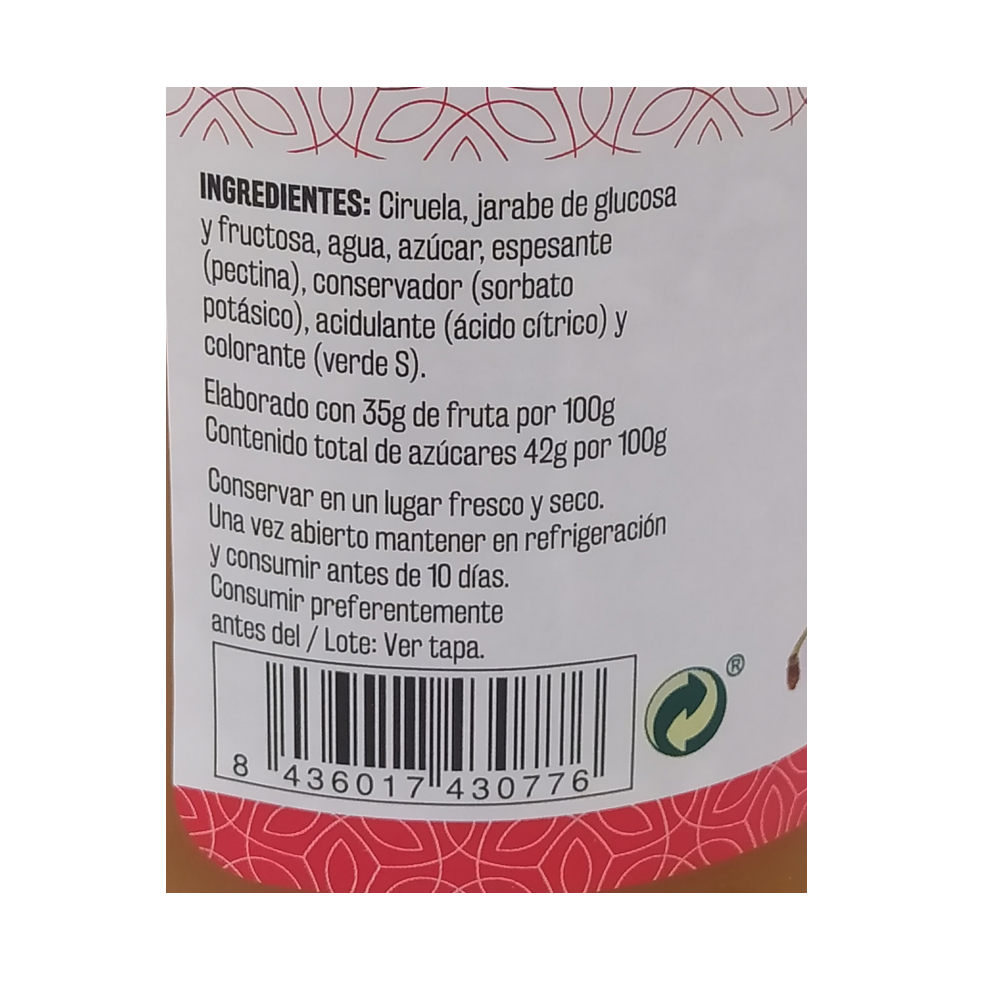 INGREDIENTES: Ciruela, jarabe de glucosa
y fructosa, agua, azúcar, espesante
(pectina), conservador (sorbato
potásico), acidulante (ácido cítrico) y
colorante (verde S).
Elaborado con 35g de fruta por 100g
Contenido total de azúcares 42g por 100g
Conservar en un lugar fresco y seco.
Una vez abierto mantener en refrigeración
y consumir antes de 10 días.
Consumir preferentemente
antes del / Lote: Ver tapa.
®
8 436017 430776